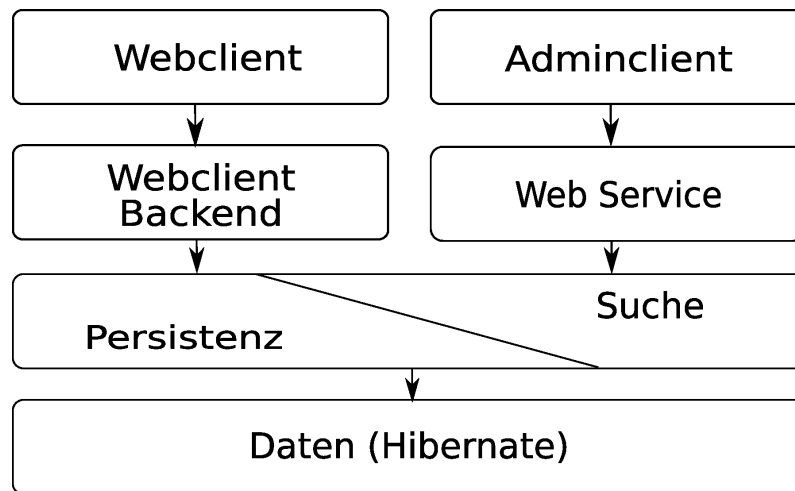 Webclient
Adminclient
Webclient
Backend
Web Service
Suche
Persistenz
Daten (Hibernate)